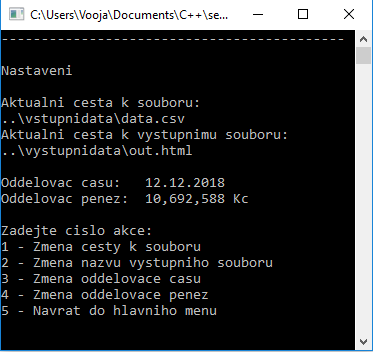 C:\Users\Vooja\Documents\C++\se...
-------------------------------------------
Nastaveni
Aktualni cesta k souboru:
..\vstupnidata\data.csv
Aktualni cesta k vystupnimu souboru:
..\vystupnidata\out.html
Oddelovac casu:   12.12.2018
Oddelovac penez:  10,692,588 Kc
Zadejte cislo akce:
1 - Zmena cesty k souboru
2 - Zmena nazvu vystupniho souboru
3 - Zmena oddelovace casu
4 - Zmena oddelovace penez
5 - Navrat do hlavniho menu